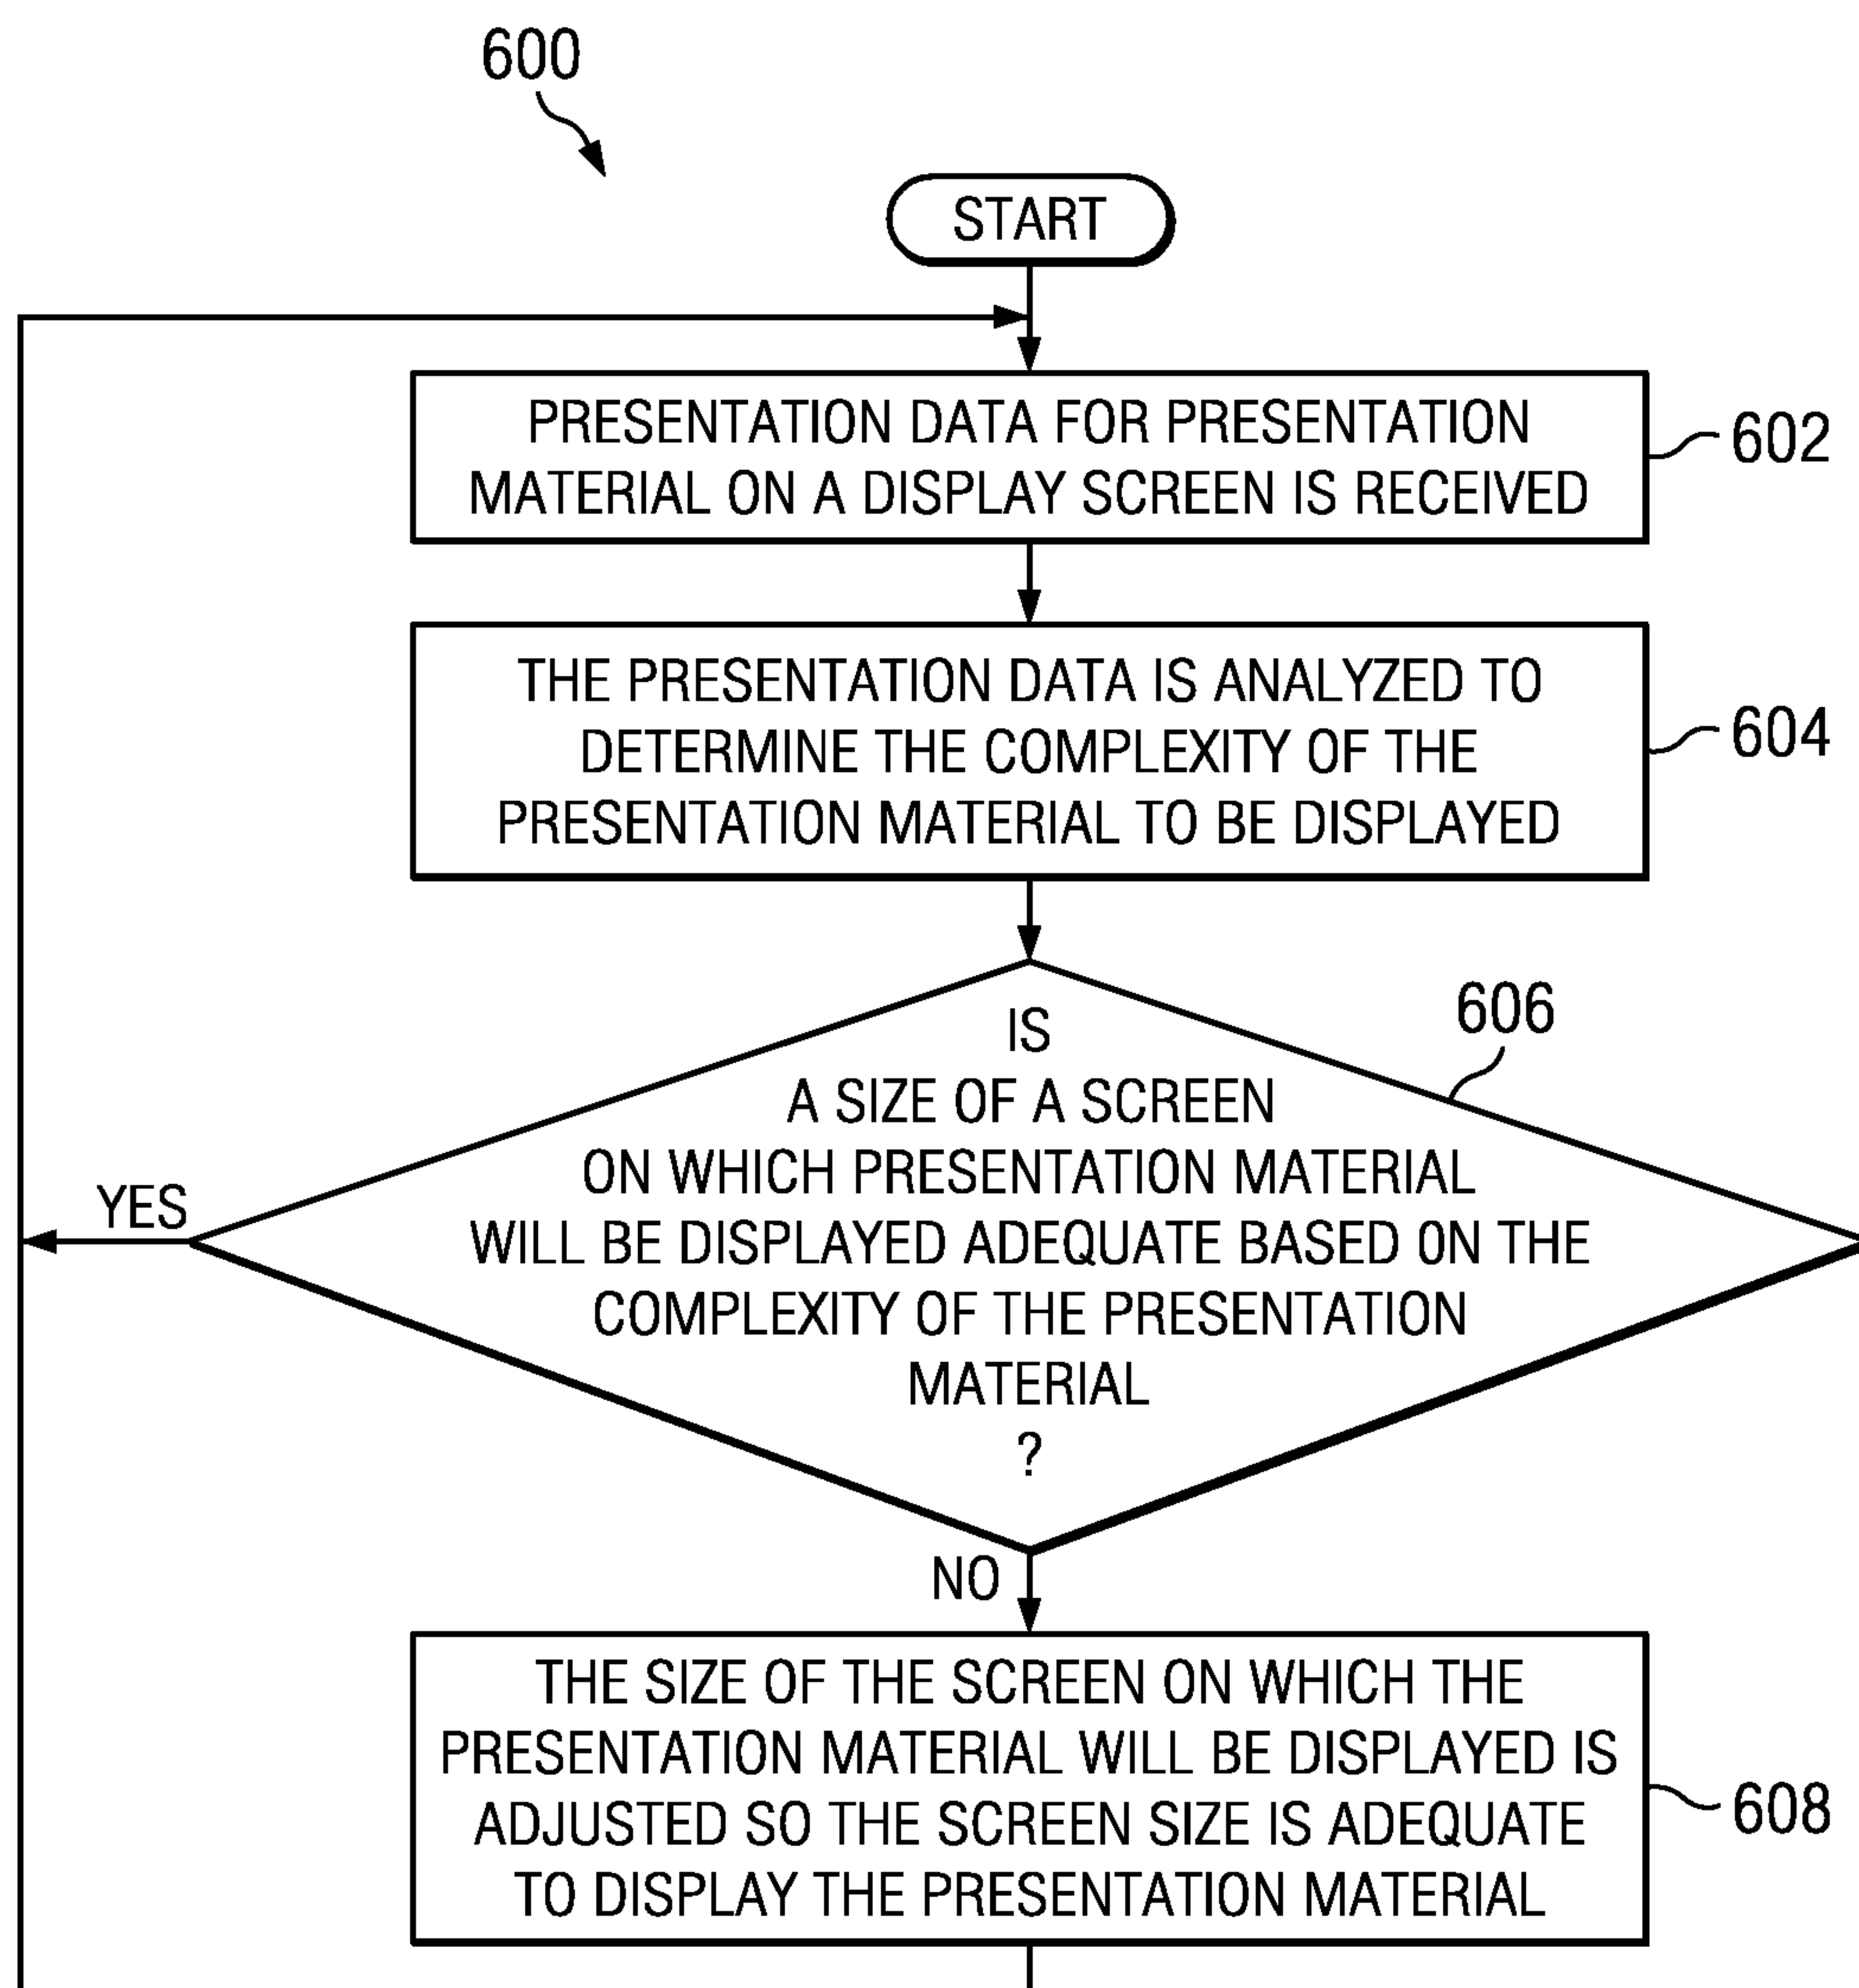 600
START
PRESENTATION DATA FOR PRESENTATION
MATERIAL ON A DISPLAY SCREEN IS RECEIVED
602
THE PRESENTATION DATA IS ANALYZED TO
DETERMINE THE COMPLEXITY OF THE
PRESENTATION MATERIAL TO BE DISPLAYED
604
606
IS
A SIZE OF A SCREEN
ON WHICH PRESENTATION MATERIAL
WILL BE DISPLAYED ADEQUATE BASED ON THE
COMPLEXITY OF THE PRESENTATION
MATERIAL
?
YES
NO
THE SIZE OF THE SCREEN ON WHICH THE
PRESENTATION MATERIAL WILL BE DISPLAYED IS
ADJUSTED SO THE SCREEN SIZE IS ADEQUATE
TO DISPLAY THE PRESENTATION MATERIAL
608